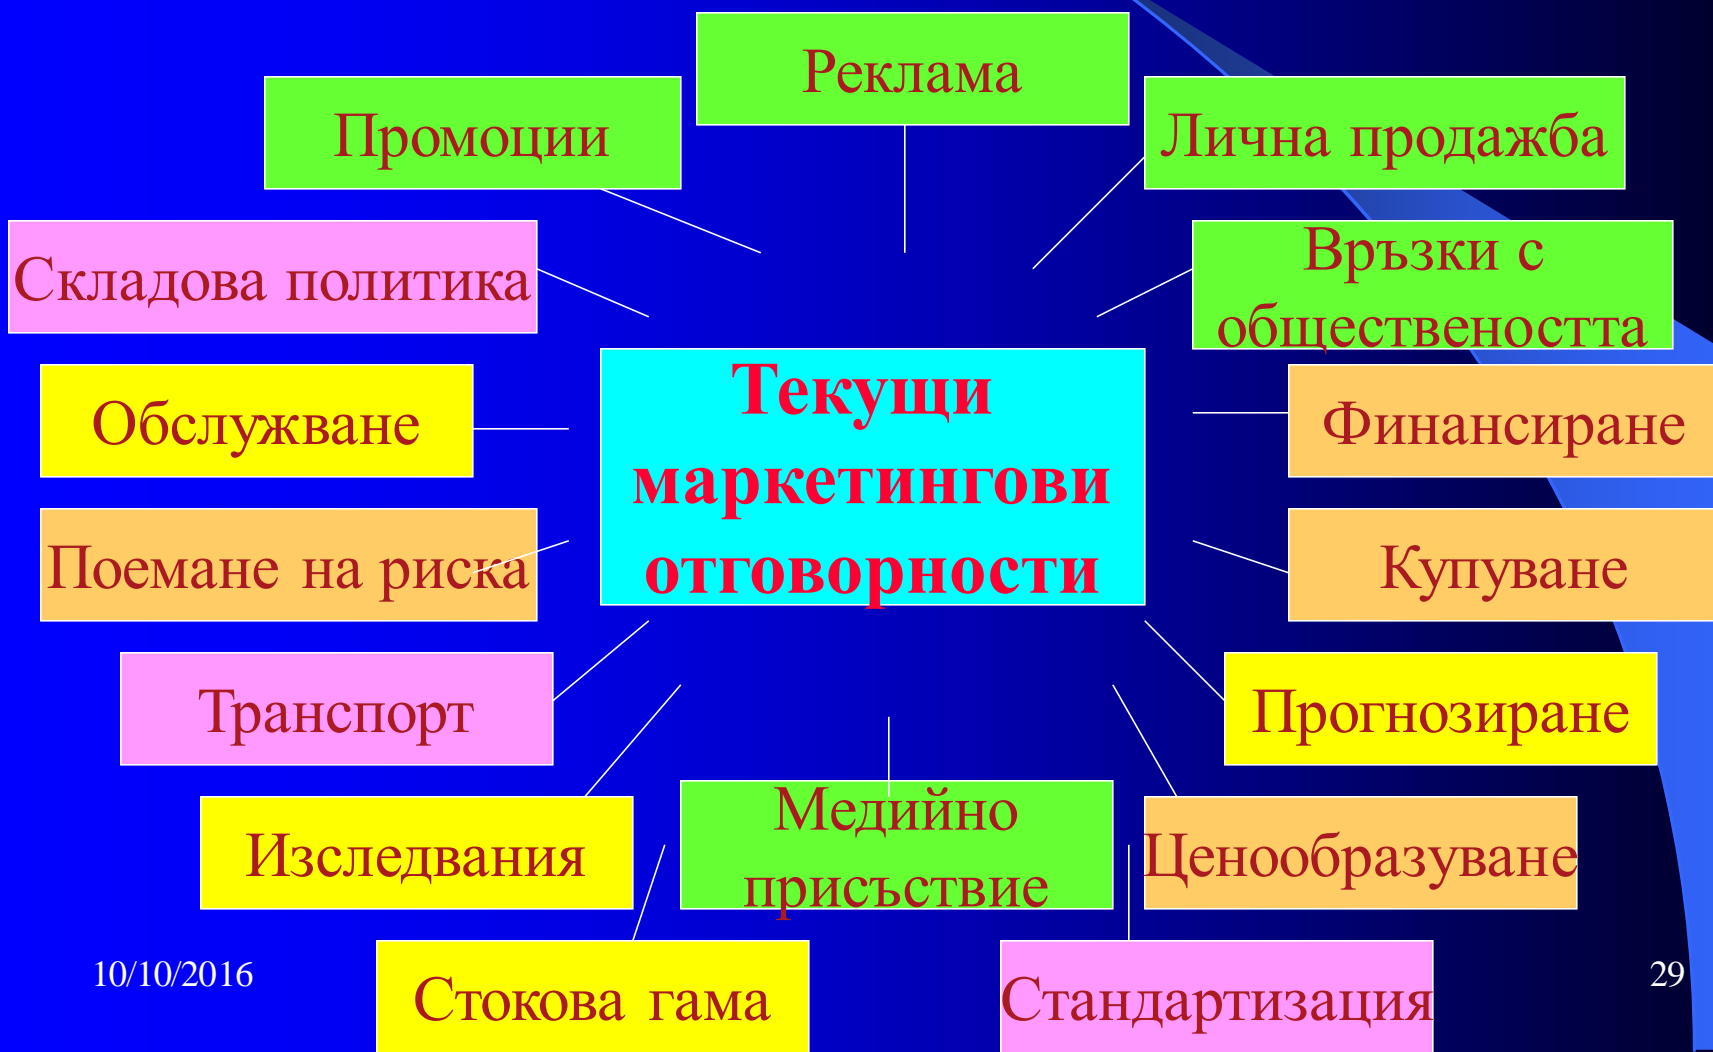 Реклама
Промоции
Лична продажба
Връзки с
обществеността
Складова политика
Текущи
маркетингови
отговорности
Обслужване
Финансиране
Поемане на риска
Купуване
Транспорт
Прогнозиране
Изследвания
Медийно
присъствие
Ценообразуване
Стокова гама
Стандартизация
10/10/2016
29